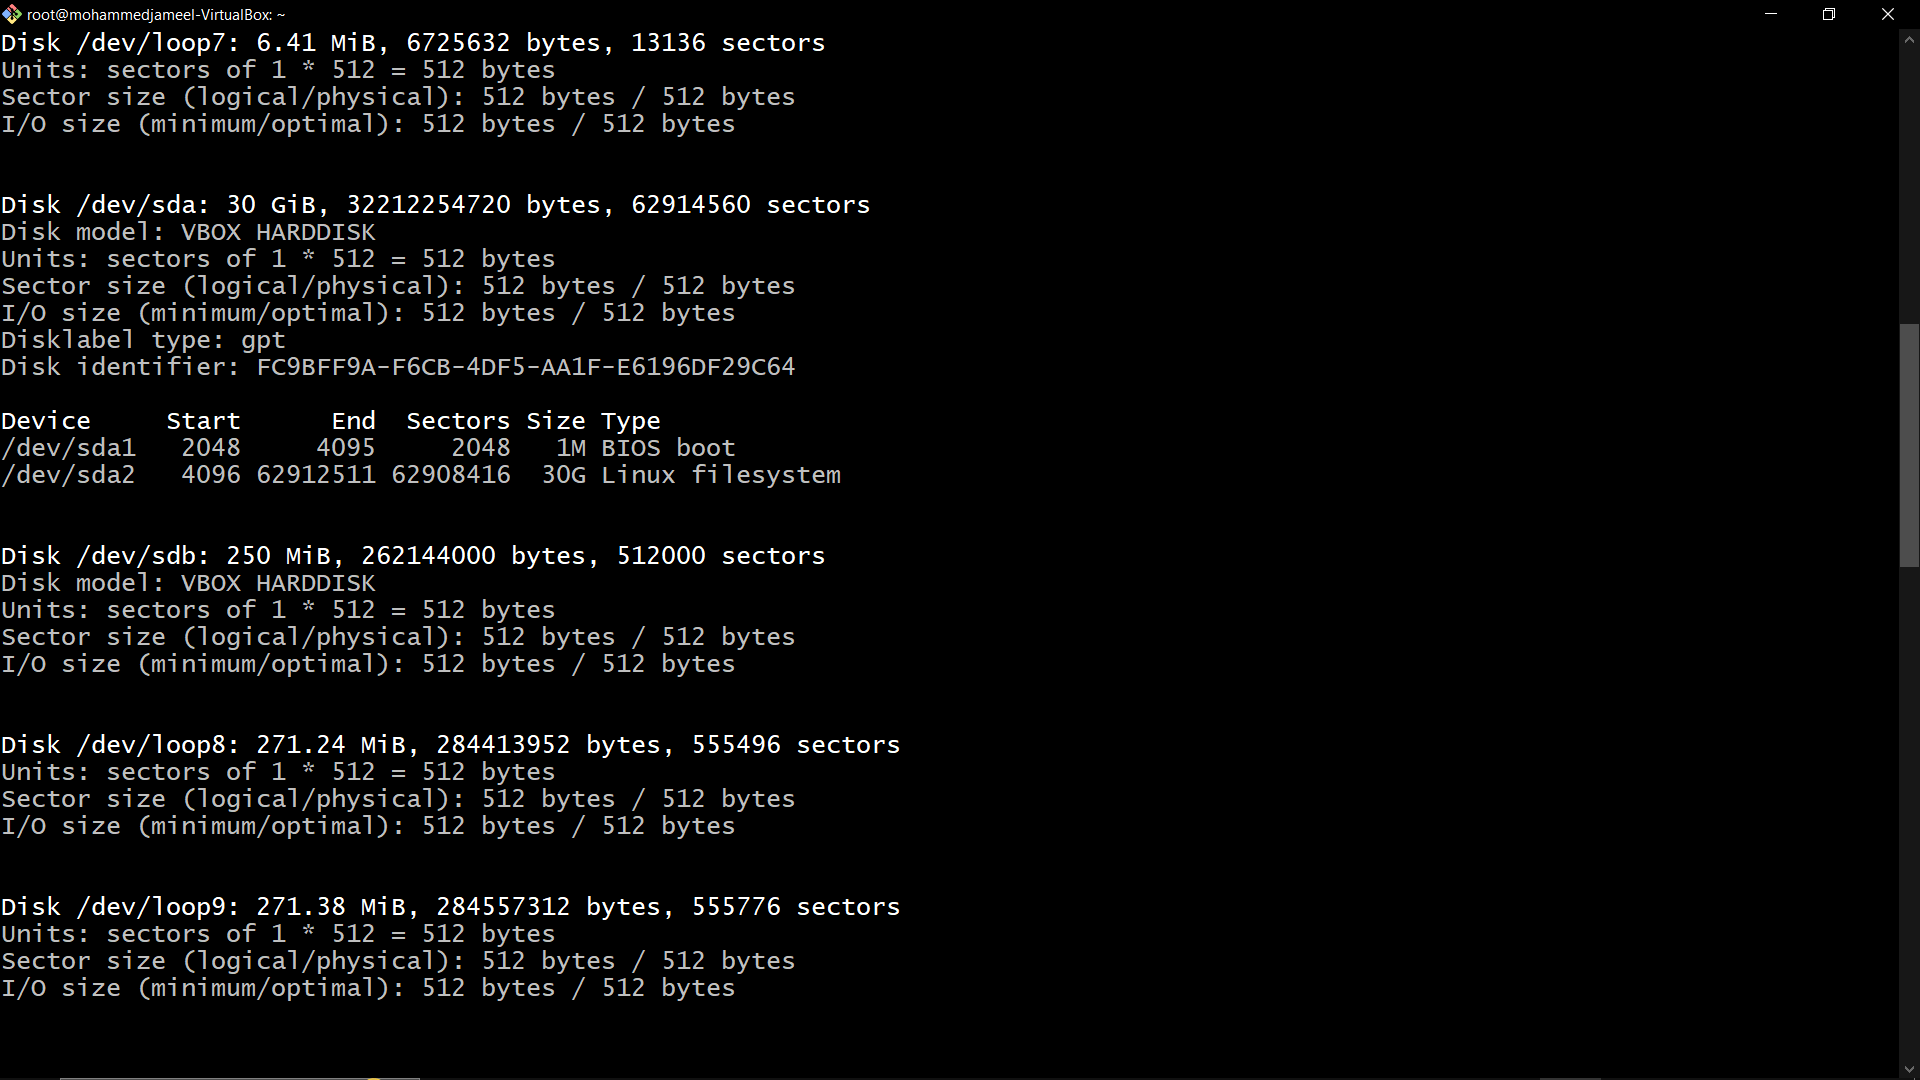 root@mohammedjameel-VirtualBox: ~
Disk /dev/loop7: 6.41 MiB, 6725632 bytes, 13136 sectors
Units: sectors of 1 * 512 = 512 bytes
Sector size (logical/physical): 512 bytes / 512 bytes
I/O size (minimum/optimal): 512 bytes / 512 bytes
Disk /dev/sda: 30 GiB, 32212254720 bytes, 62914560 sectors
Disk model: VBOX HARDDISK
Units: sectors of 1 * 512 = 512 bytes
Sector size (logical/physical): 512 bytes / 512 bytes
I/O size (minimum/optimal): 512 bytes / 512 bytes
Disklabel type: gpt
Disk identifier: FC9BFF9A-F6CB-4DF5-AA1F-E6196DF29C64
Device     Start      End  Sectors Size Type
/dev/sda1   2048     4095     2048   1M BIOS boot
/dev/sda2   4096 62912511 62908416  30G Linux filesystem
Disk /dev/sdb: 250 MiB, 262144000 bytes, 512000 sectors
Disk model: VBOX HARDDISK
Units: sectors of 1 * 512 = 512 bytes
Sector size (logical/physical): 512 bytes / 512 bytes
I/O size (minimum/optimal): 512 bytes / 512 bytes
Disk /dev/loop8: 271.24 MiB, 284413952 bytes, 555496 sectors
Units: sectors of 1 * 512 = 512 bytes
Sector size (logical/physical): 512 bytes / 512 bytes
I/O size (minimum/optimal): 512 bytes / 512 bytes
Disk /dev/loop9: 271.38 MiB, 284557312 bytes, 555776 sectors
Units: sectors of 1 * 512 = 512 bytes
Sector size (logical/physical): 512 bytes / 512 bytes
I/O size (minimum/optimal): 512 bytes / 512 bytes